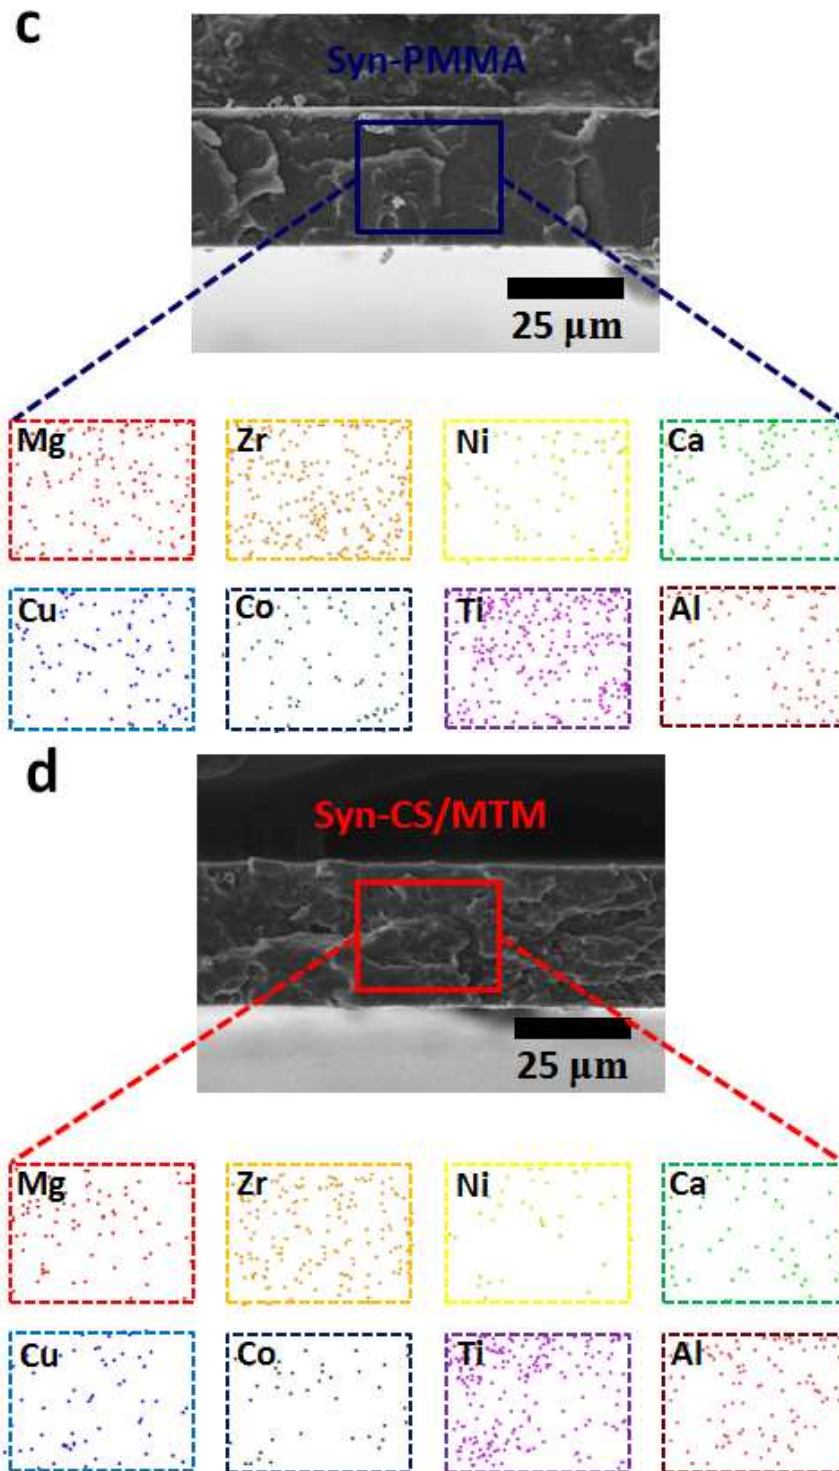 c
Syn-PMMA
25 μm
Mg Zr Ni Ca
Cu Co Ti Al
d
Syn-CS/MTM
25 μm
Mg Zr Ni Ca
Cu Co Ti Al